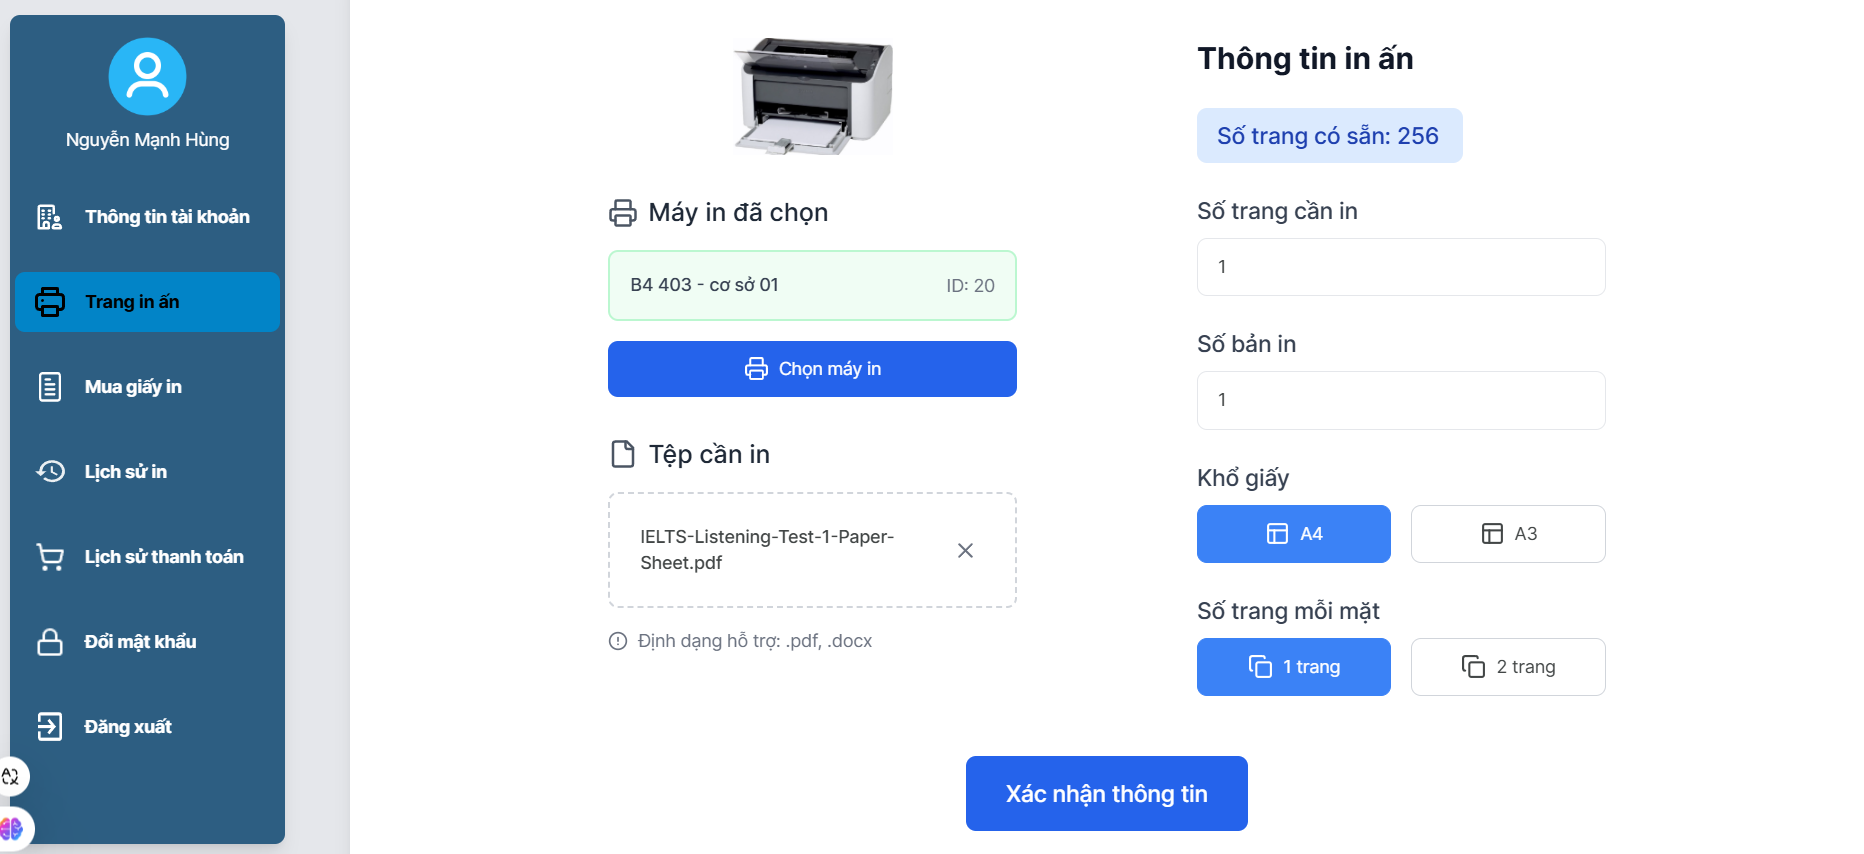 Nguyễn Mạnh Hùng
Thông tin tài khoản
Trang in ấn
Mua giấy in
Lịch sử in
Lịch sử thanh toán
Đổi mật khẩu
Đăng xuất
Máy in đã chọn
B4 403 - cơ sở 01
ID: 20
Chọn máy in
Tệp cần in
IELTS-Listening-Test-1-Paper-
Sheet.pdf
Định dạng hỗ trợ: .pdf, .docx
Thông tin in ấn
Số trang có sẵn: 256
Số trang cần in
1
Số bản in
1
Khổ giấy
A4
A3
Số trang mỗi mặt
1 trang
2 trang
Xác nhận thông tin